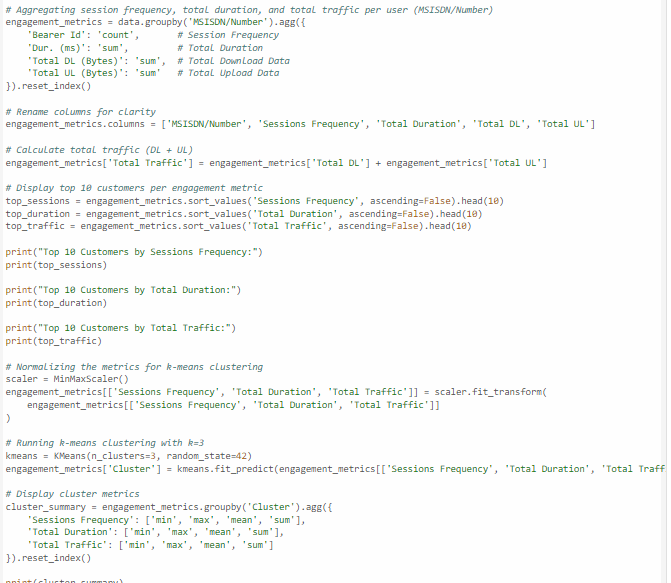 # Aggregating session frequency, total duration, and total traffic per user (MSISDN/Number)
engagement_metrics = data.groupby('MSISDN/Number').agg({
    'Bearer Id': 'count',        # Session Frequency
    'Dur. (ms)': 'sum',          # Total Duration
    'Total DL (Bytes)': 'sum',  # Total Download Data
    'Total UL (Bytes)': 'sum'   # Total Upload Data
}).reset_index()

# Rename columns for clarity
engagement_metrics.columns = ['MSISDN/Number', 'Sessions Frequency', 'Total Duration', 'Total DL', 'Total UL']

# Calculate total traffic (DL + UL)
engagement_metrics['Total Traffic'] = engagement_metrics['Total DL'] + engagement_metrics['Total UL']

# Display top 10 customers per engagement metric
top_sessions = engagement_metrics.sort_values('Sessions Frequency', ascending=False).head(10)
top_duration = engagement_metrics.sort_values('Total Duration', ascending=False).head(10)
top_traffic = engagement_metrics.sort_values('Total Traffic', ascending=False).head(10)

print("Top 10 Customers by Sessions Frequency:")
print(top_sessions)

print("Top 10 Customers by Total Duration:")
print(top_duration)

print("Top 10 Customers by Total Traffic:")
print(top_traffic)

# Normalizing the metrics for k-means clustering
scaler = MinMaxScaler()
engagement_metrics[['Sessions Frequency', 'Total Duration', 'Total Traffic']] = scaler.fit_transform(
    engagement_metrics[['Sessions Frequency', 'Total Duration', 'Total Traffic']]
)

# Running k-means clustering with k=3
kmeans = KMeans(n_clusters=3, random_state=42)
engagement_metrics['Cluster'] = kmeans.fit_predict(engagement_metrics[['Sessions Frequency', 'Total Duration', 'Total Traff

# Display cluster metrics
cluster_summary = engagement_metrics.groupby('Cluster').agg({
    'Sessions Frequency': ['min', 'max', 'mean', 'sum'],
    'Total Duration': ['min', 'max', 'mean', 'sum'],
    'Total Traffic': ['min', 'max', 'mean', 'sum']
}).reset_index()

print(cluster_summary)